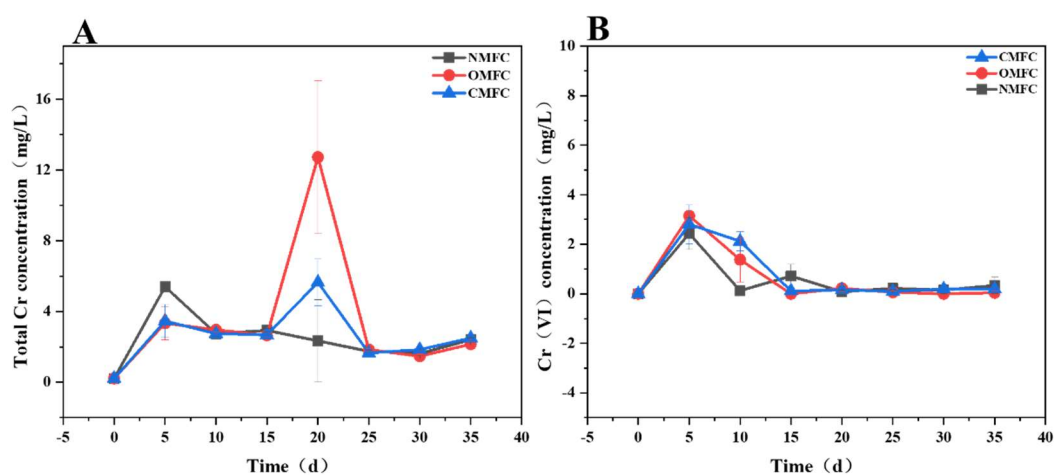 A
NMFC
OMFC
CMFC
Total Cr concentration（mg/L）
16
12
8
4
0
-5 0 5 10 15 20 25 30 35 40
Time（d）
B
CMFC
OMFC
NMFC
Cr（VI）concentration（mg/L）
10
8
6
4
2
0
-2
-4
-5 0 5 10 15 20 25 30 35 40
Time（d）